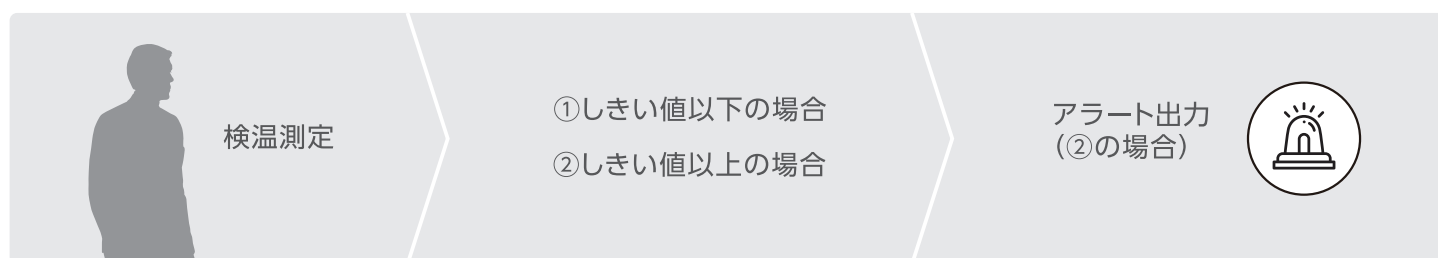 検温測定
①しきい値以下の場合
②しきい値以上の場合
アラート出力
（②の場合）